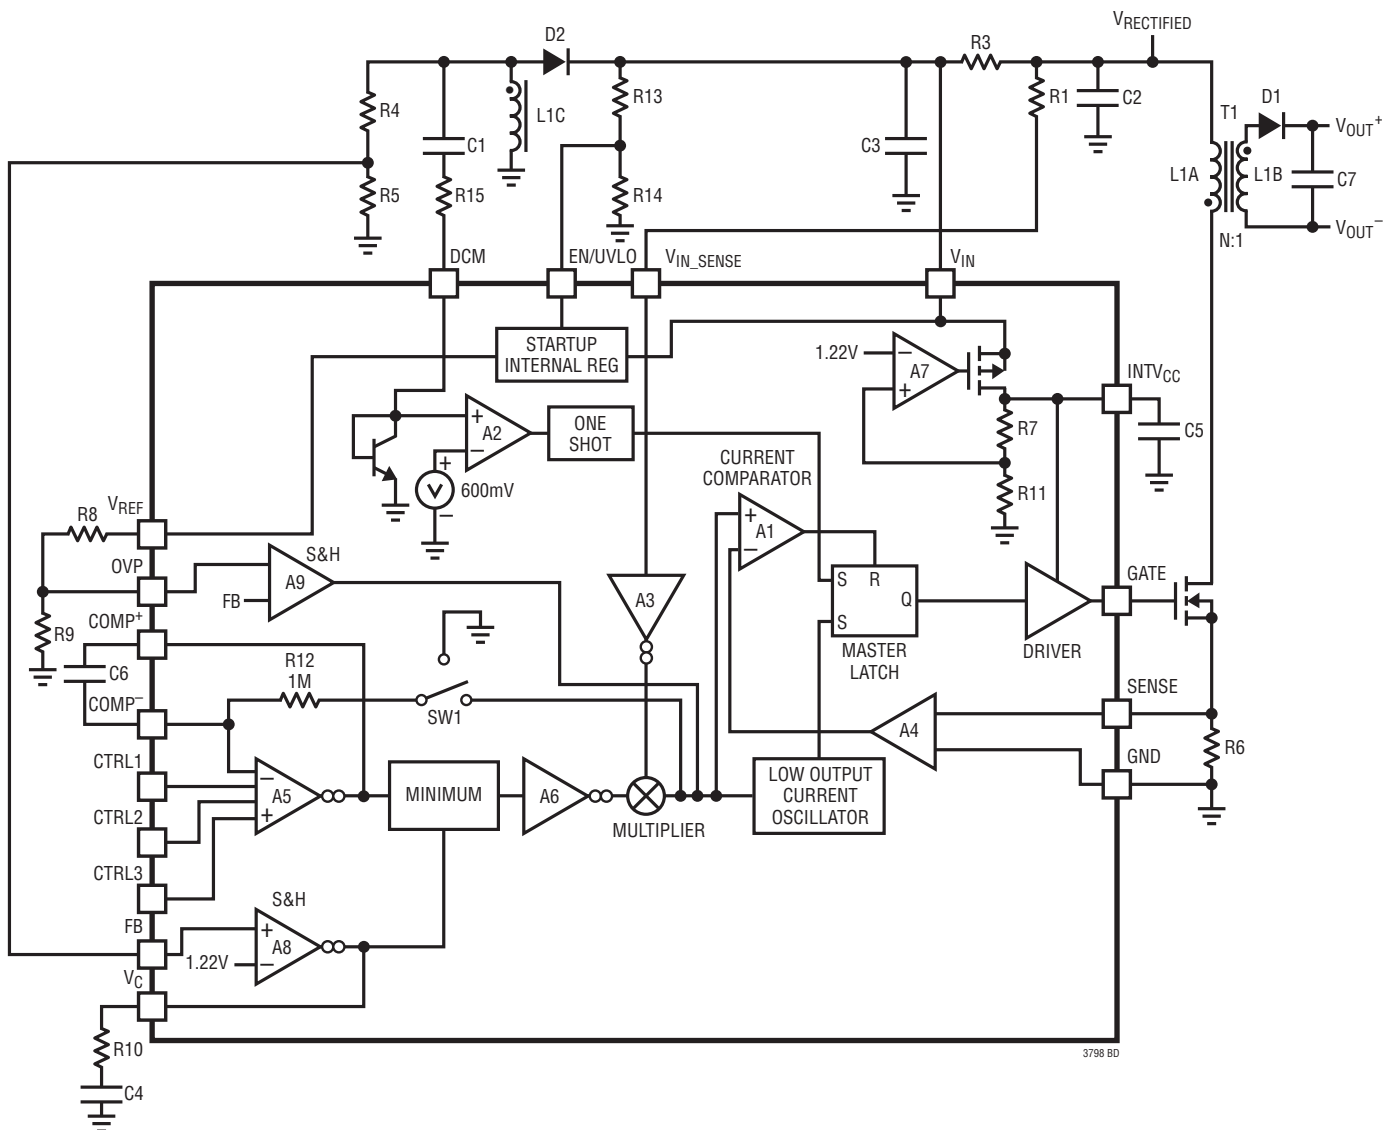 VRECTIFIED
D2
R3
R4
L1C
R13
R1
C2
T1
D1
VOUT+
C1
C3
L1A
L1B
C7
R5
R15
R14
N:1
VOUT–
DCM
EN/UVLO
VIN_SENSE
VIN
STARTUP
INTERNAL REG
1.22V
–
A7
+
INTVCC
R7
C5
+
A2
–
ONE
SHOT
CURRENT
COMPARATOR
+
V
600mV
–
R11
VREF
R8
+
A1
–
OVP
S&H
A9
FB
S
R
Q
S
GATE
A3
COMP+
R9
MASTER
LATCH
DRIVER
C6
R12
1M
COMP–
SW1
SENSE
A4
R6
GND
CTRL1
–
A5
+
MINIMUM
A6
MULTIPLIER
LOW OUTPUT
CURRENT
OSCILLATOR
CTRL2
CTRL3
FB
S&H
+
A8
1.22V
–
VC
R10
C4
3798 BD